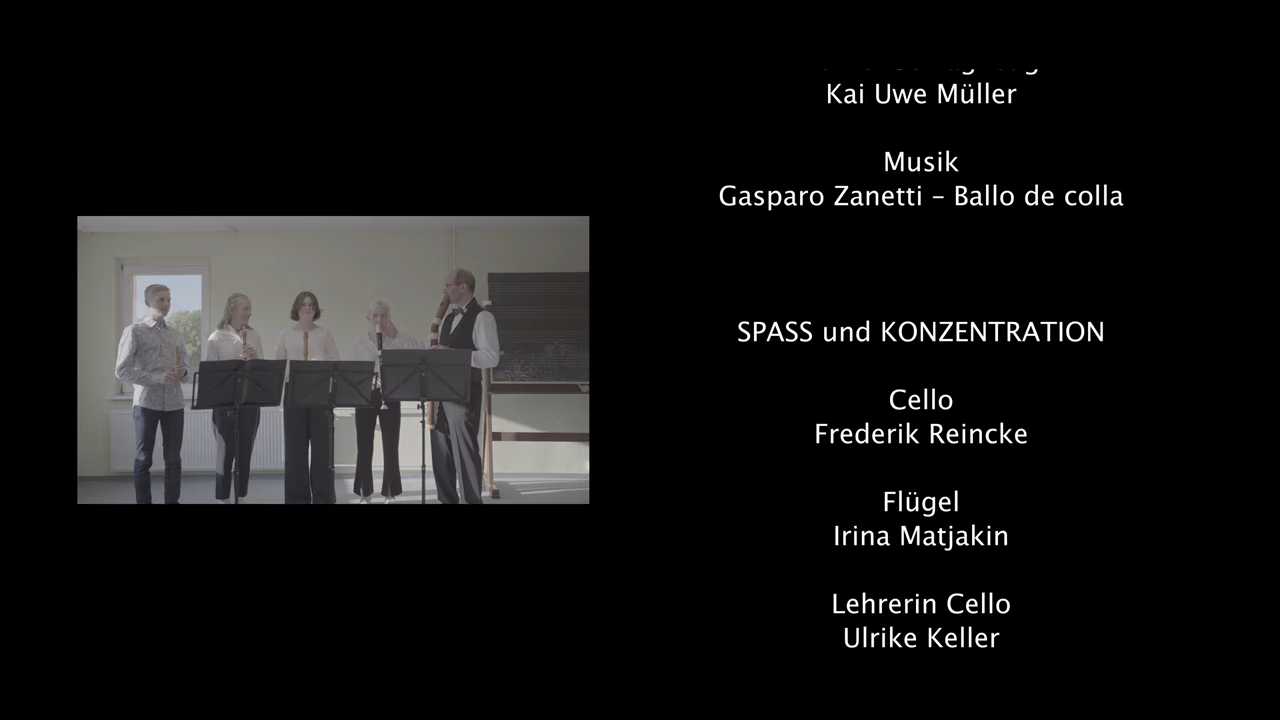 Kai Uwe Müller
Musik
Gasparo Zanetti – Ballo de colla
SPASS und KONZENTRATION
Cello
Frederik Reincke
Flügel
Irina Matjakin
Lehrerin Cello
Ulrike Keller